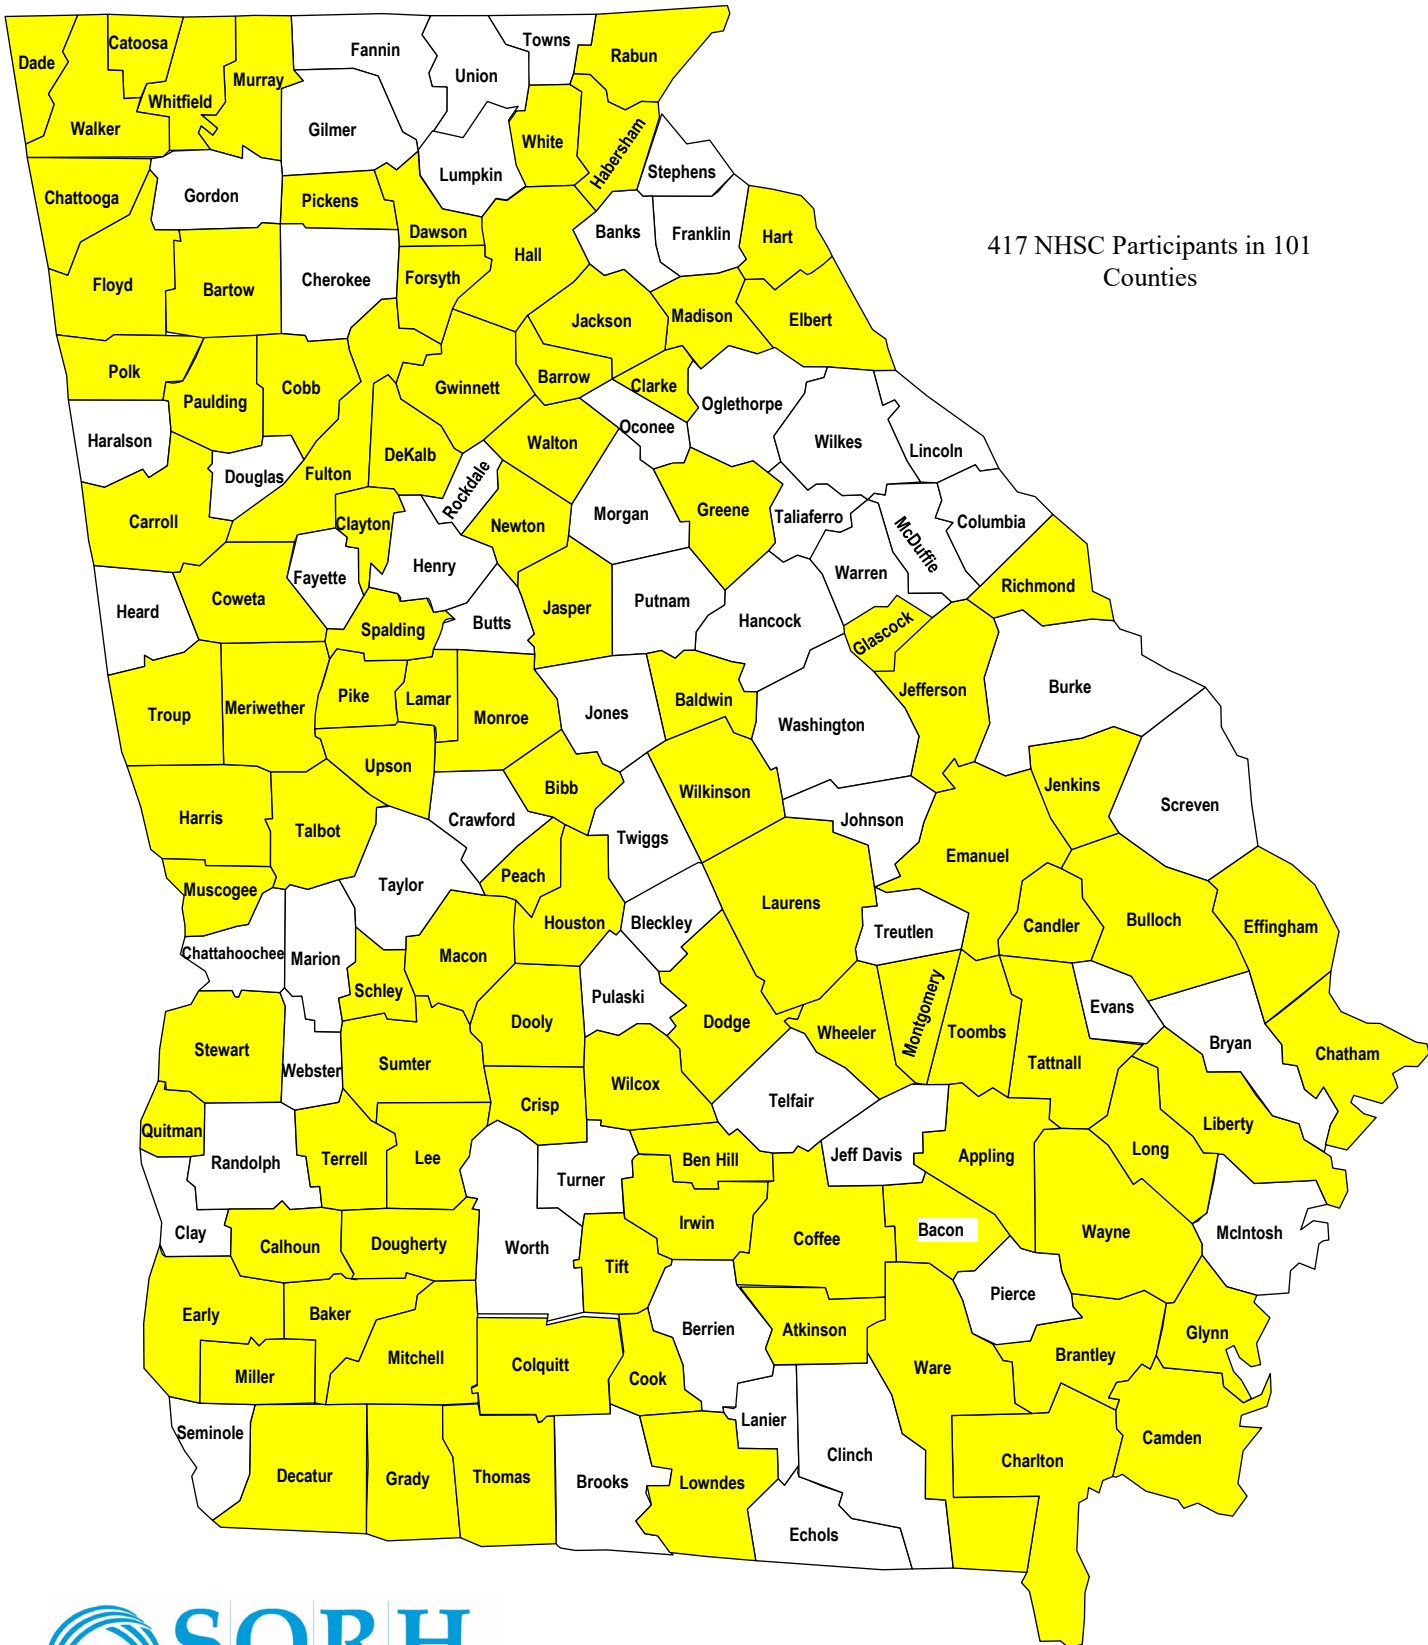 Dade
Catoosa
Fannin
Towns
Rabun
Union
Murray
Whitfield
Walker
Gilmer
White
Habersham
Stephens
Lumpkin
Chattooga
Gordon
Pickens
Dawson
Banks
Franklin
Hart
417 NHSC Participants in 101
Counties
Hall
Floyd
Bartow
Cherokee
Forsyth
Jackson
Madison
Elbert
Polk
Paulding
Cobb
Gwinnett
Barrow
Clarke
Oglethorpe
Haralson
Oconee
Wilkes
Lincoln
Walton
DeKalb
Douglas
Fulton
Rockdale
Carroll
Clayton
Newton
Morgan
Greene
Taliaferro
McDuffie
Columbia
Fayette
Henry
Warren
Richmond
Heard
Coweta
Spalding
Butts
Jasper
Putnam
Hancock
Glascock
Troup
Meriwether
Pike
Lamar
Monroe
Jones
Baldwin
Washington
Jefferson
Burke
Upson
Bibb
Wilkinson
Jenkins
Screven
Harris
Talbot
Crawford
Twiggs
Johnson
Emanuel
Muscogee
Taylor
Peach
Houston
Bleckley
Laurens
Treutlen
Candler
Bulloch
Effingham
Chattahoochee
Marion
Schley
Macon
Pulaski
Dooly
Dodge
Wheeler
Montgomery
Toombs
Evans
Tattnall
Bryan
Chatham
Stewart
Webster
Sumter
Crisp
Wilcox
Telfair
Quitman
Randolph
Terrell
Lee
Turner
Ben Hill
Jeff Davis
Appling
Long
Liberty
Clay
Calhoun
Dougherty
Worth
Tift
Irwin
Coffee
Bacon
Wayne
McIntosh
Early
Baker
Miller
Mitchell
Colquitt
Cook
Berrien
Atkinson
Pierce
Ware
Brantley
Glynn
Seminole
Decatur
Grady
Thomas
Brooks
Lowndes
Lanier
Clinch
Echols
Charlton
Camden
SORH